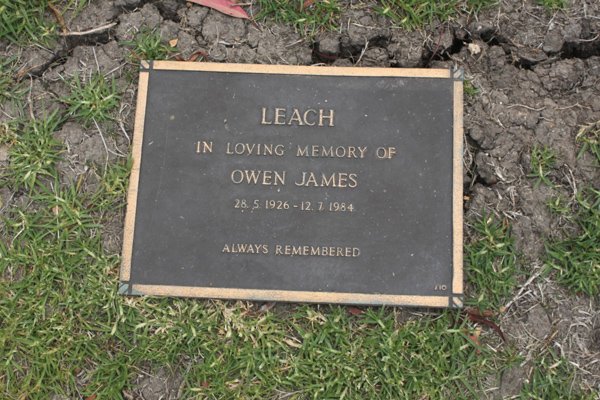 LEACH
IN LOVING MEMORY OF
OWEN JAMES
28.5.1926 - 12.7.1984
ALWAYS REMEMBERED